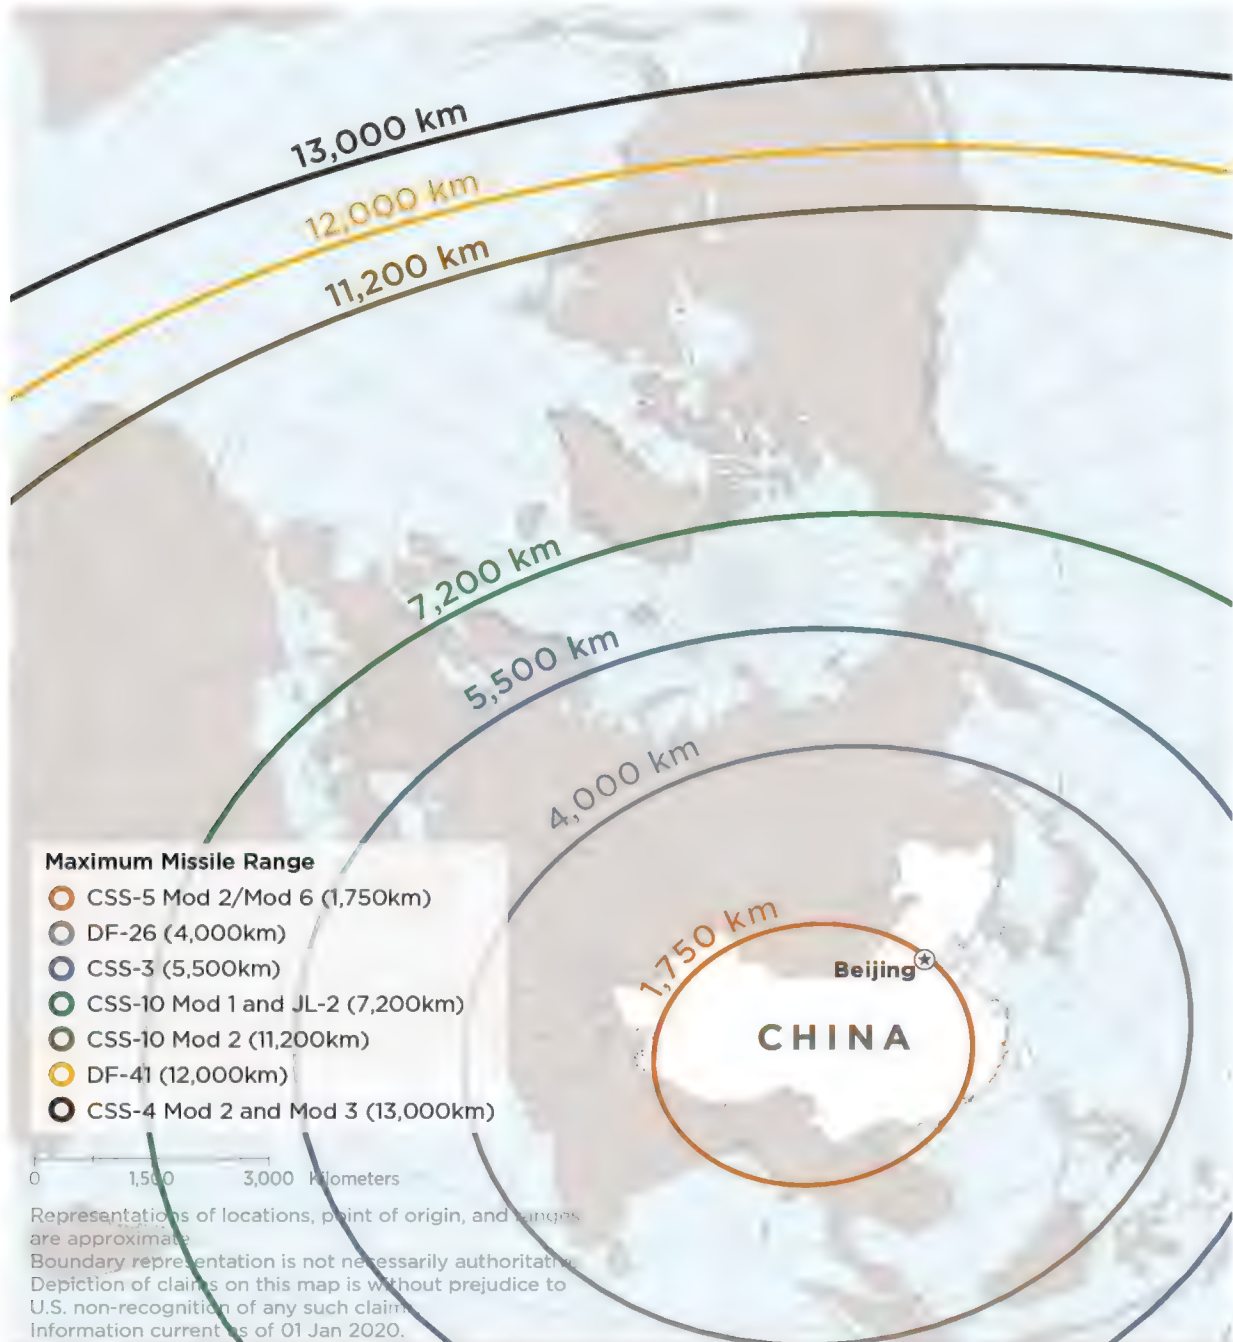 13,000 km
12,000 km
11,200 km
7,200 km
5,500 km
4,000 km
1,750 km
Beijing
CHINA
Maximum Missile Range
CSS-5 Mod 2/Mod 6 (1,750km)
DF-26 (4,000km)
CSS-3 (5,500km)
CSS-10 Mod 1 and JL-2 (7,200km)
CSS-10 Mod 2 (11,200km)
DF-41 (12,000km)
CSS-4 Mod 2 and Mod 3 (13,000km)
0 1,500 3,000 Kilometers
Representations of locations, point of origin, and ranges
are approximate.
Boundary representation is not necessarily authoritative.
Depiction of claims on this map is without prejudice to
U.S. non-recognition of any such claims.
Information current as of 01 Jan 2020.